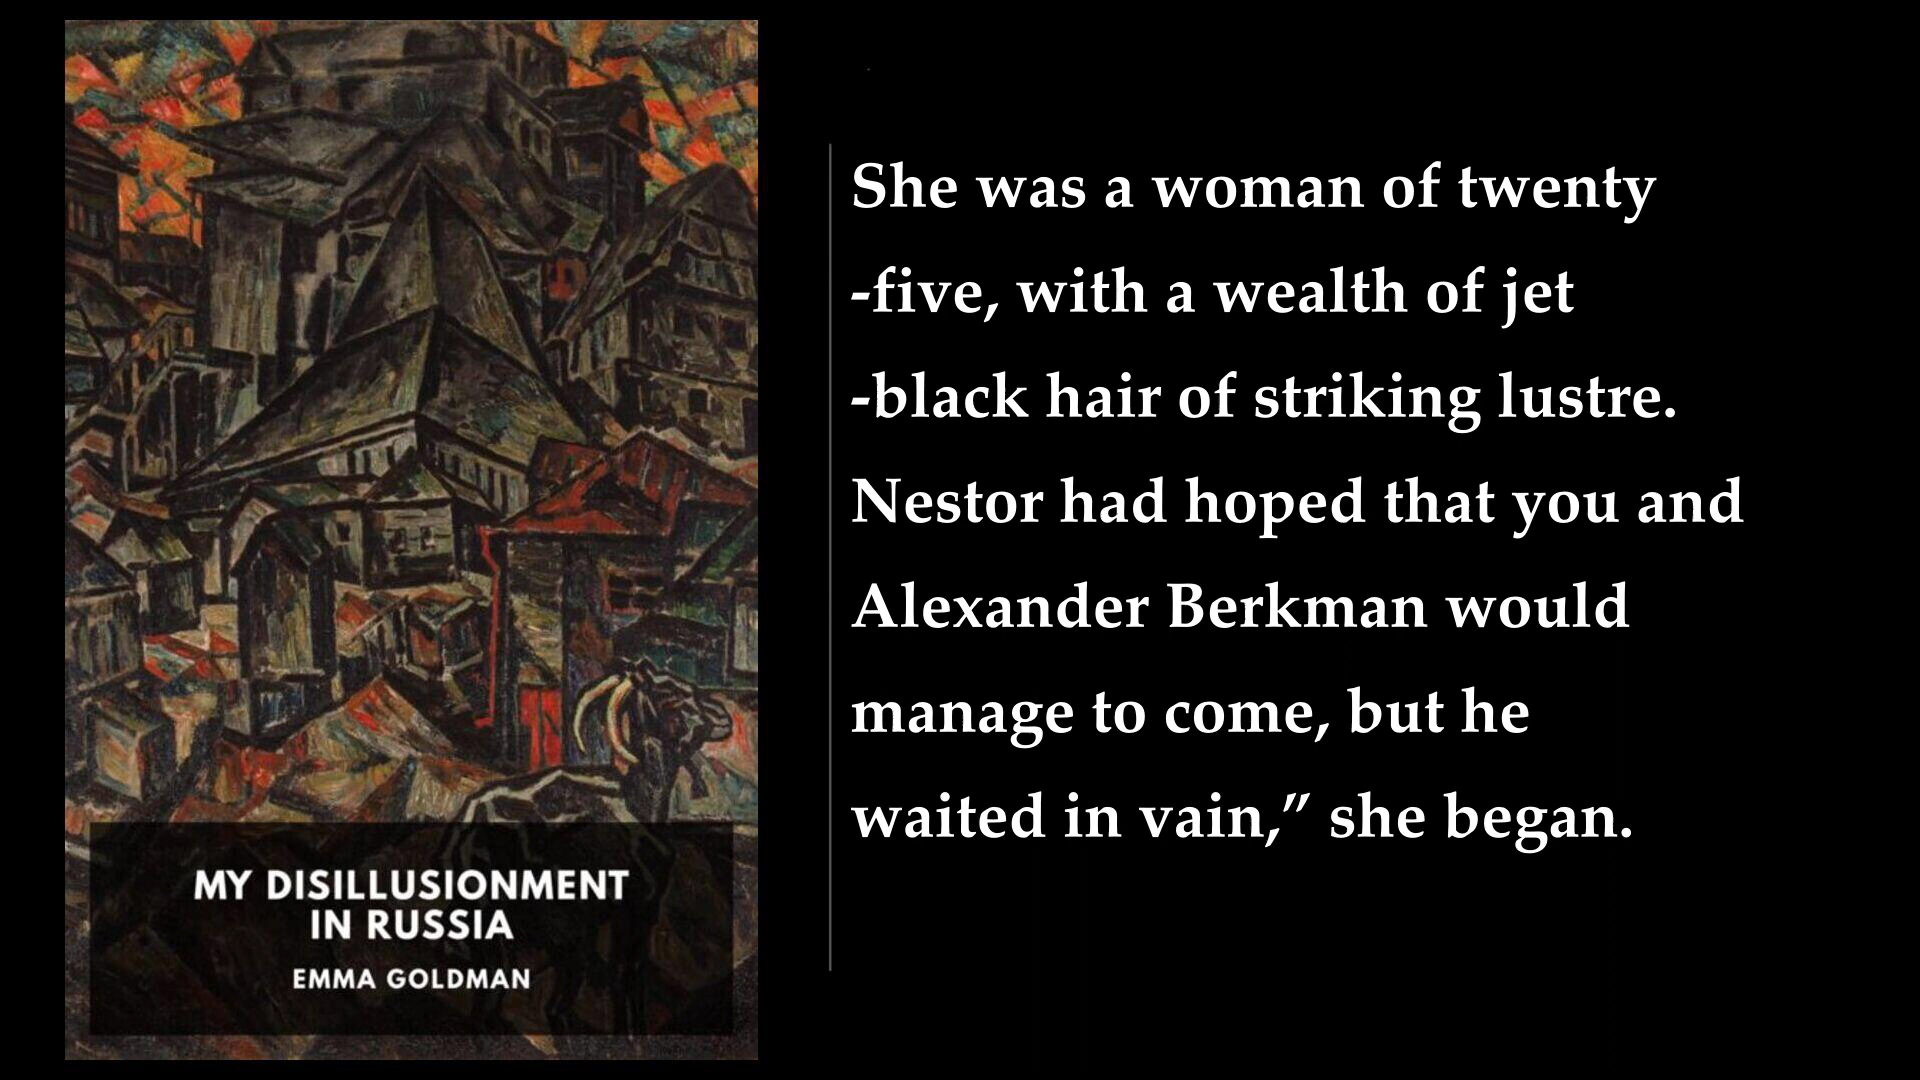 She was a woman of twenty
-five, with a wealth of jet
-black hair of striking lustre.
Nestor had hoped that you and
Alexander Berkman would
manage to come, but he
waited in vain,” she began.
MY DISILLUSIONMENT
IN RUSSIA
EMMA GOLDMAN